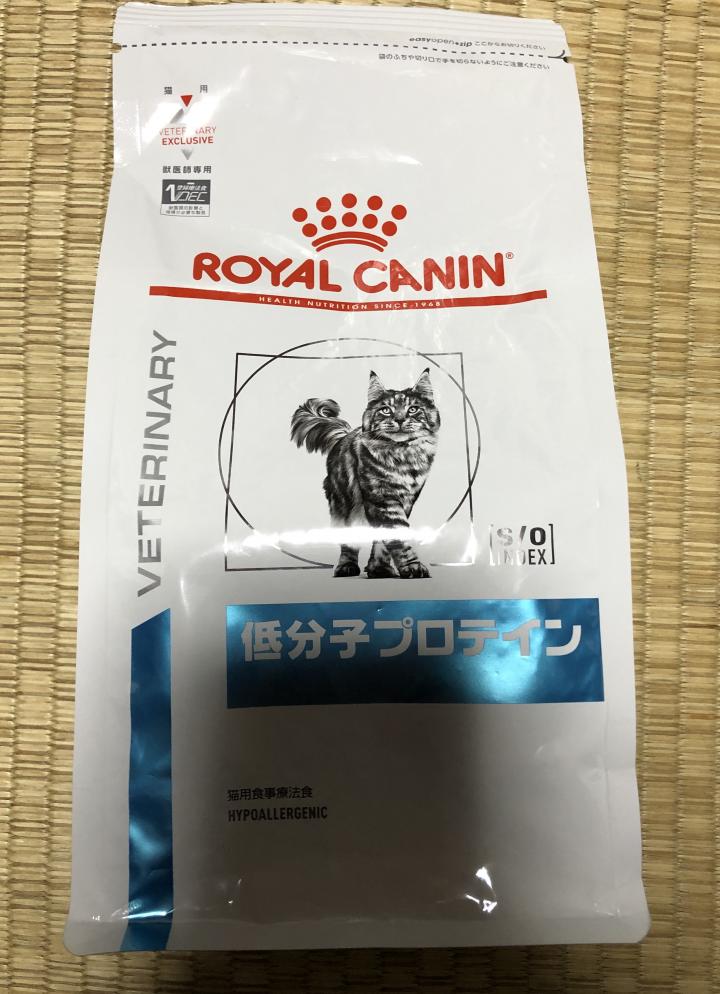 easyopen+zip ここからお切りください
袋のふちや切り口で手を切らないようにご注意ください
猫 用
VETERINARY
EXCLUSIVE
獣医師専用
ROYAL CANIN®
HEALTH NUTRITION SINCE-1968
VETERINARY
S/O
INDEX
低分子プロテイン
猫用食事療法食
HYPOALLERGENIC